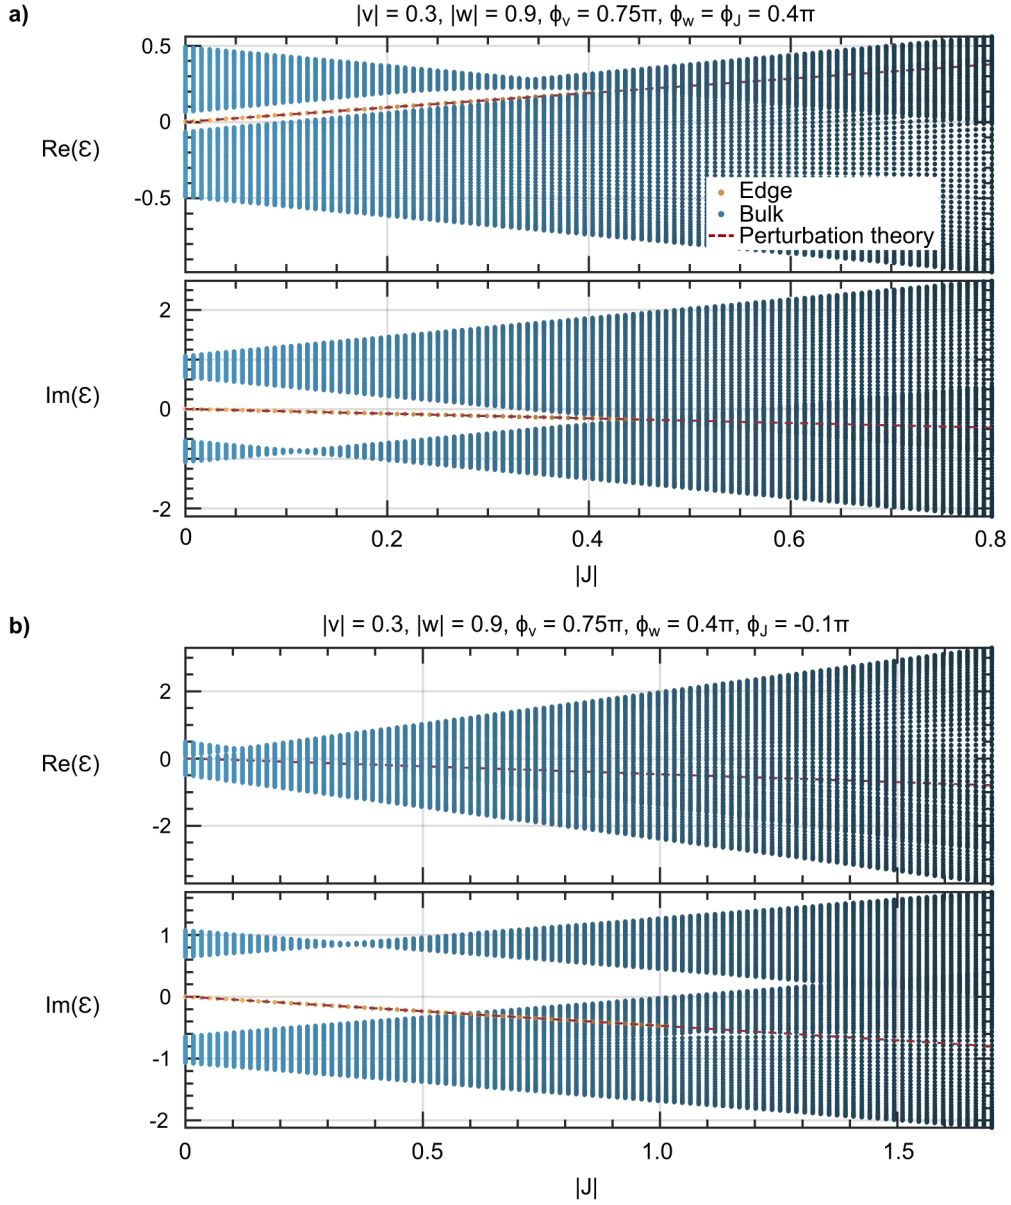 a)
|v| = 0.3, |w| = 0.9, ϕᵥ = 0.75π, ϕ_w = ϕ_J = 0.4π
0.5
0
-0.5
Re(Ɛ)
Edge
Bulk
Perturbation theory
2
0
-2
Im(Ɛ)
0 0.2 0.4 0.6 0.8
|J|
b)
|v| = 0.3, |w| = 0.9, ϕᵥ = 0.75π, ϕ_w = 0.4π, ϕ_J = -0.1π
2
0
-2
Re(Ɛ)
1
0
-1
-2
Im(Ɛ)
0 0.5 1.0 1.5
|J|